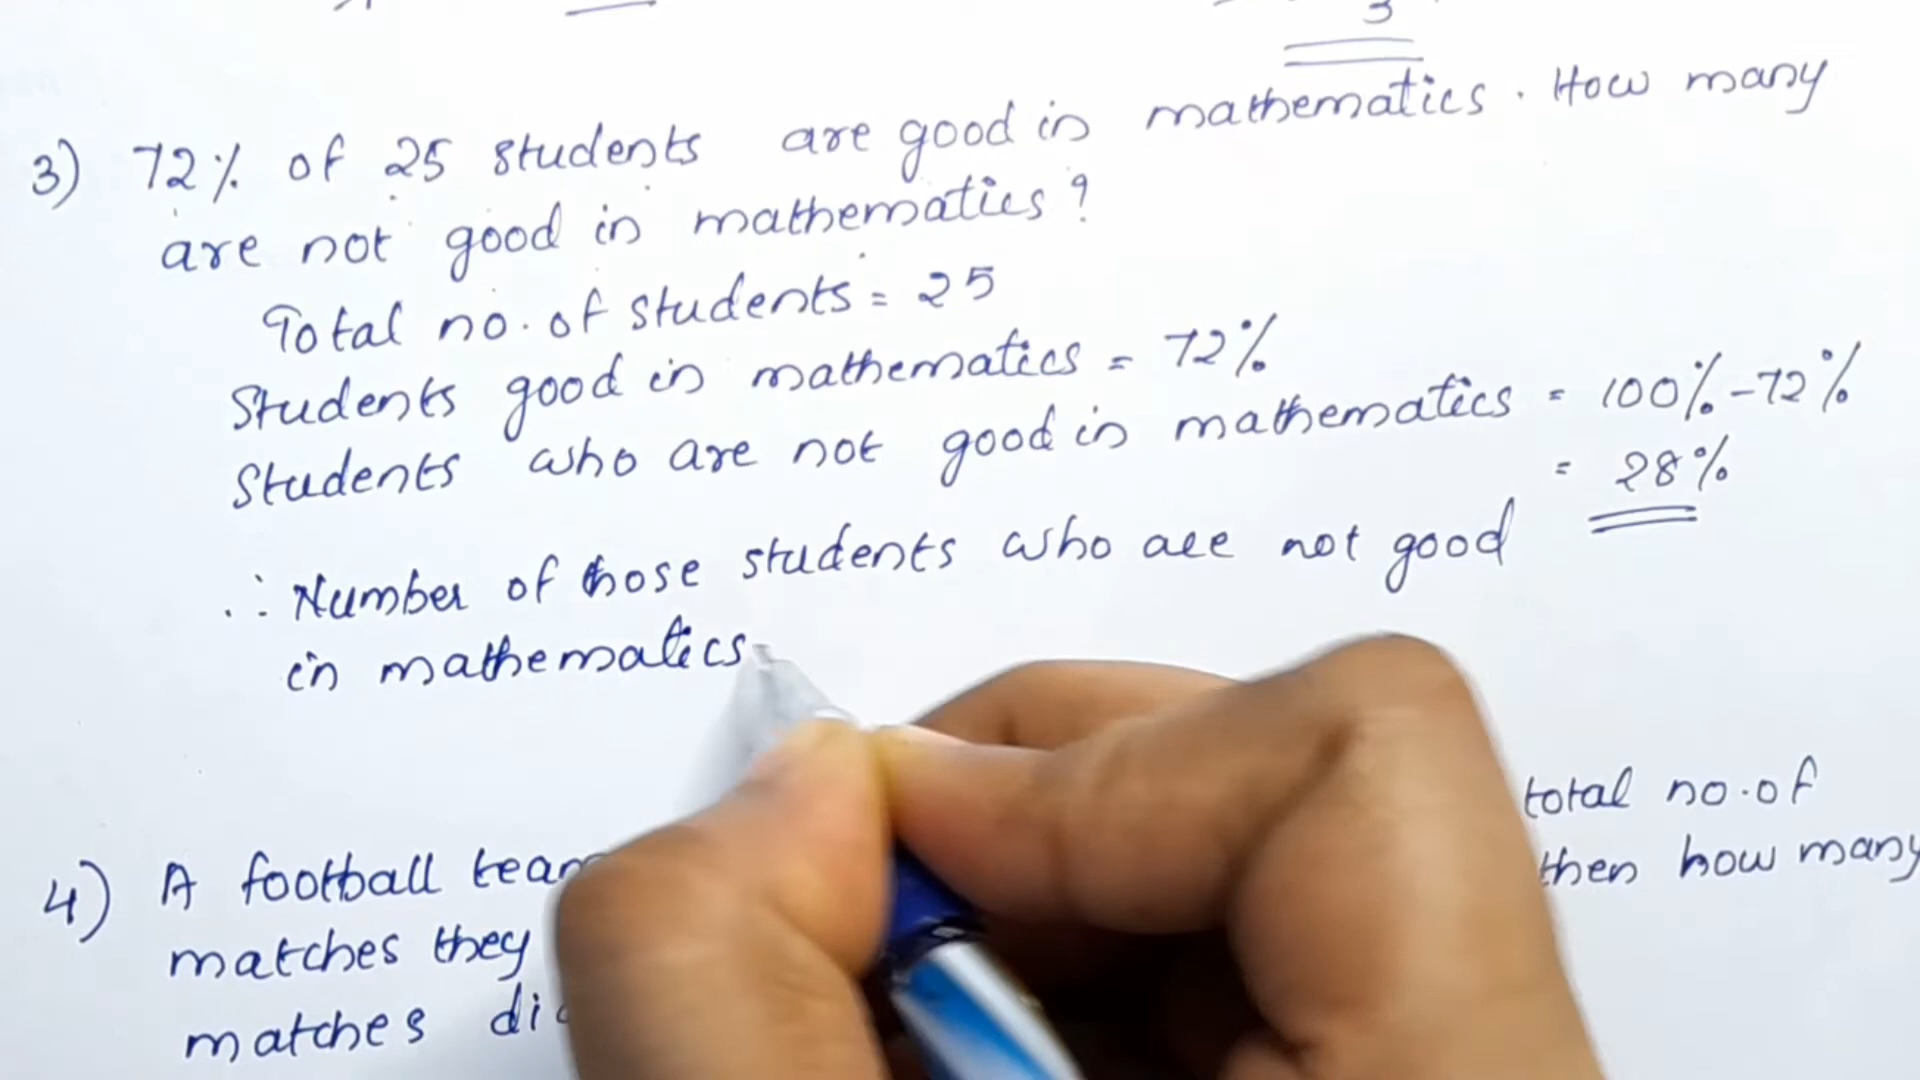 3
3) 72% of 25 students are good in mathematics. How many
are not good in mathematics?
Total no. of students = 25
Students good in mathematics = 72%
Students who are not good in mathematics = 100% - 72%
= 28%
∴ Number of those students who are not good
in mathematics
4) A football total no. of
matches they then how many
matches